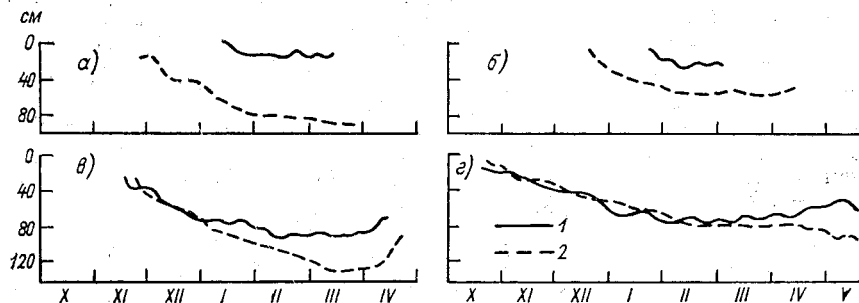 см
0
40
80
а)
б)
0
40
80
120
в)
г)
1
2
X XI XII I II III IV
X XI XII I II III IV V